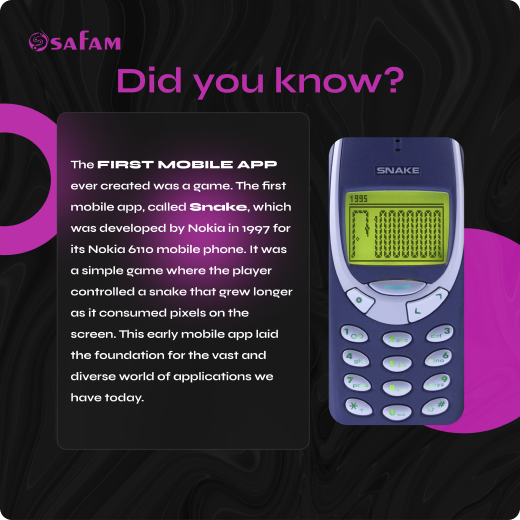 SAFAM
Did you know?
The FIRST MOBILE APP
ever created was a game. The first
mobile app, called Snake, which
was developed by Nokia in 1997 for
its Nokia 6110 mobile phone. It was
a simple game where the player
controlled a snake that grew longer
as it consumed pixels on the
screen. This early mobile app laid
the foundation for the vast and
diverse world of applications we
have today.
SNAKE
1995